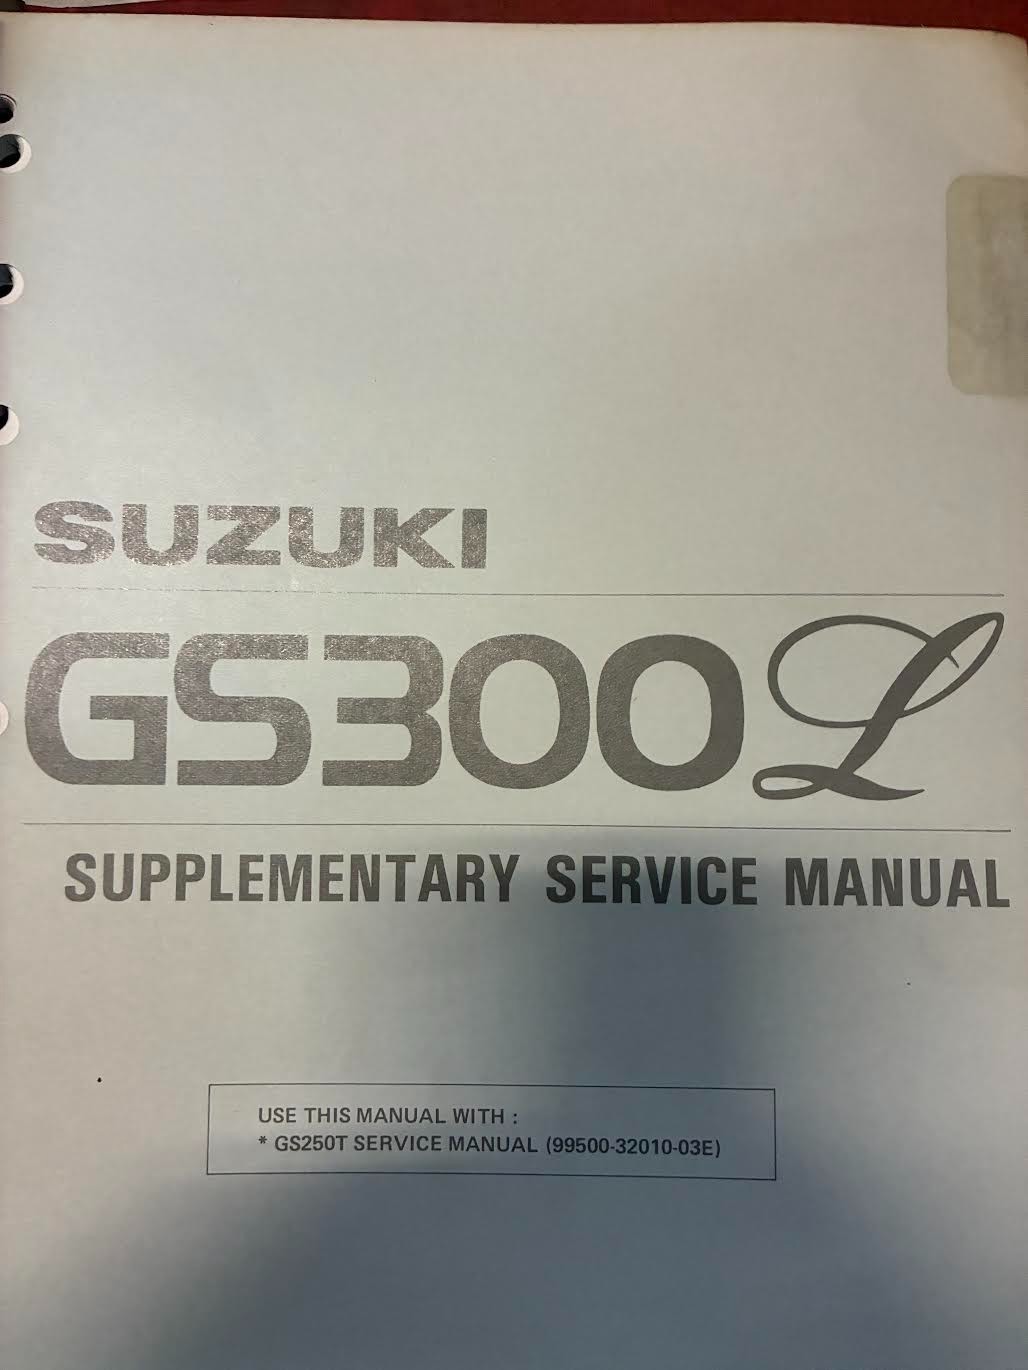 SUZUKI
GS300L
SUPPLEMENTARY SERVICE MANUAL
USE THIS MANUAL WITH :
* GS250T SERVICE MANUAL (99500-32010-03E)